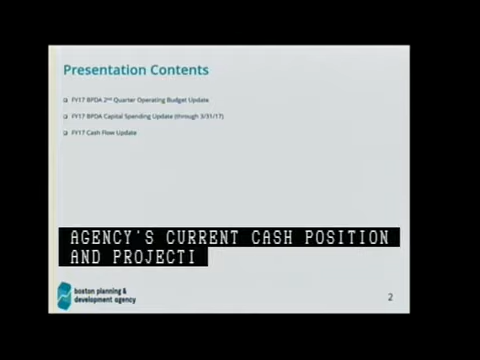 Presentation Contents
FY17 BPDA 2nd Quarter Operating Budget Update
FY17 BPDA Capital Spending Update (through 3/31/17)
FY17 Cash Flow Update
AGENCY'S CURRENT CASH POSITION
AND PROJECTI
boston planning &
development agency
2